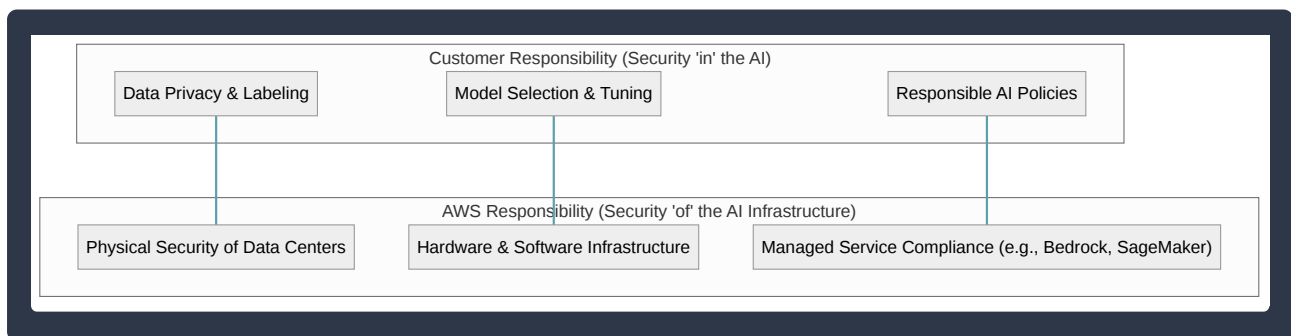 Customer Responsibility (Security 'in' the AI)
Data Privacy & Labeling
Model Selection & Tuning
Responsible AI Policies
AWS Responsibility (Security 'of' the AI Infrastructure)
Physical Security of Data Centers
Hardware & Software Infrastructure
Managed Service Compliance (e.g., Bedrock, SageMaker)